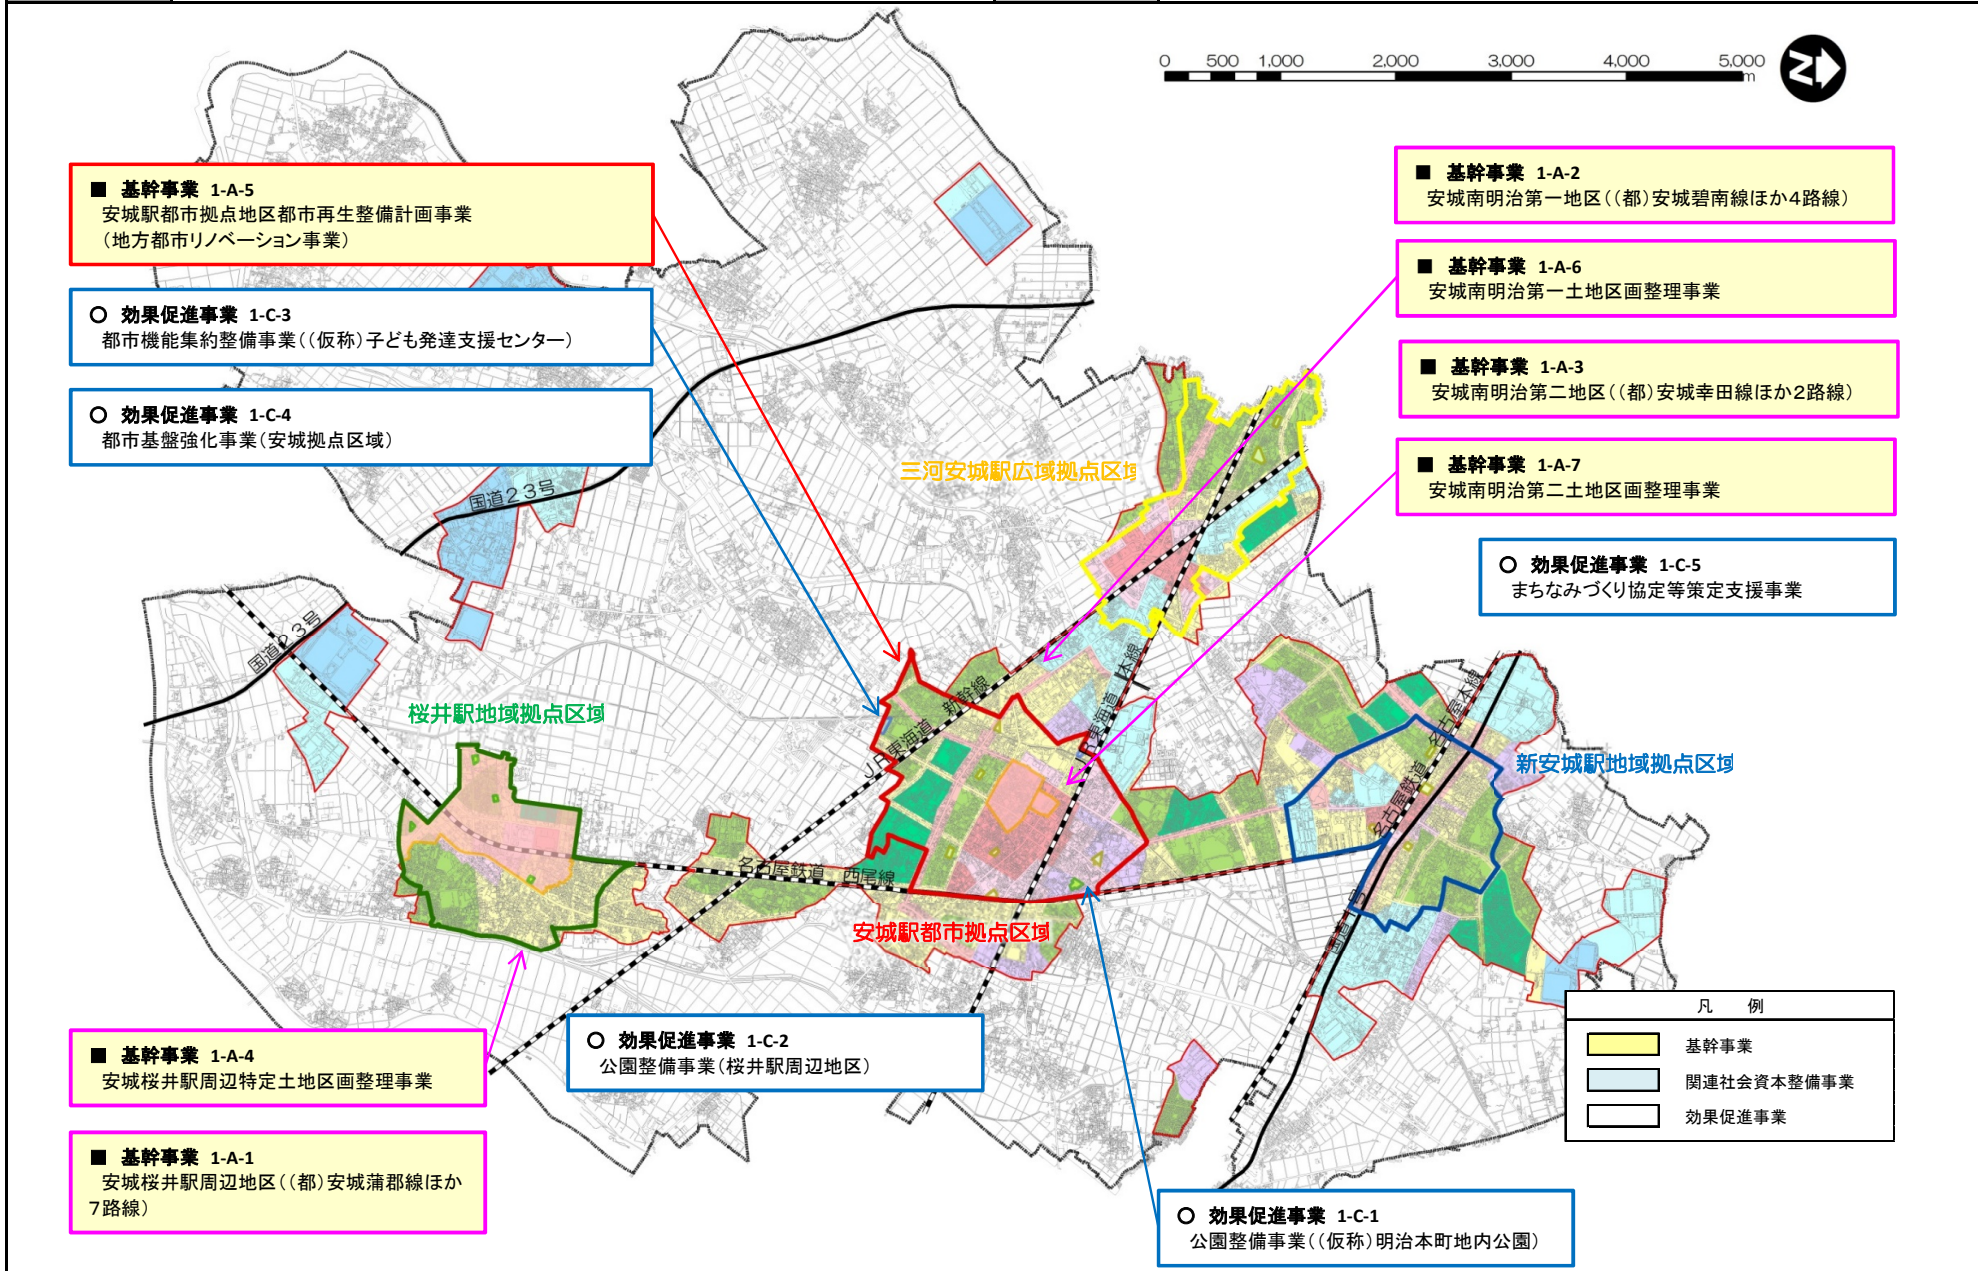 0 500 1,000 2,000 3,000 4,000 5,000
m
N
■ 基幹事業 1-A-5
安城駅都市拠点地区都市再生整備計画事業
（地方都市リノベーション事業）
○ 効果促進事業 1-C-3
都市機能集約整備事業（（仮称）子ども発達支援センター）
○ 効果促進事業 1-C-4
都市基盤強化事業（安城拠点区域）
■ 基幹事業 1-A-2
安城南明治第一地区（（都）安城碧南線ほか４路線）
■ 基幹事業 1-A-6
安城南明治第一土地区画整理事業
■ 基幹事業 1-A-3
安城南明治第二地区（（都）安城幸田線ほか２路線）
■ 基幹事業 1-A-7
安城南明治第二土地区画整理事業
○ 効果促進事業 1-C-5
まちなみづくり協定等策定支援事業
三河安城駅広域拠点区域
国道２３号
国道２３号
桜井駅地域拠点区域
ＪＲ東海道 新幹線
ＪＲ東海道 本線
名古屋鉄道 名古屋本線
新安城駅地域拠点区域
名古屋鉄道 西尾線
国道１号
安城駅都市拠点区域
■ 基幹事業 1-A-4
安城桜井駅周辺特定土地区画整理事業
○ 効果促進事業 1-C-2
公園整備事業（桜井駅周辺地区）
■ 基幹事業 1-A-1
安城桜井駅周辺地区（（都）安城蒲郡線ほか
７路線）
○ 効果促進事業 1-C-1
公園整備事業（（仮称）明治本町地内公園）
凡 例
基幹事業
関連社会資本整備事業
効果促進事業